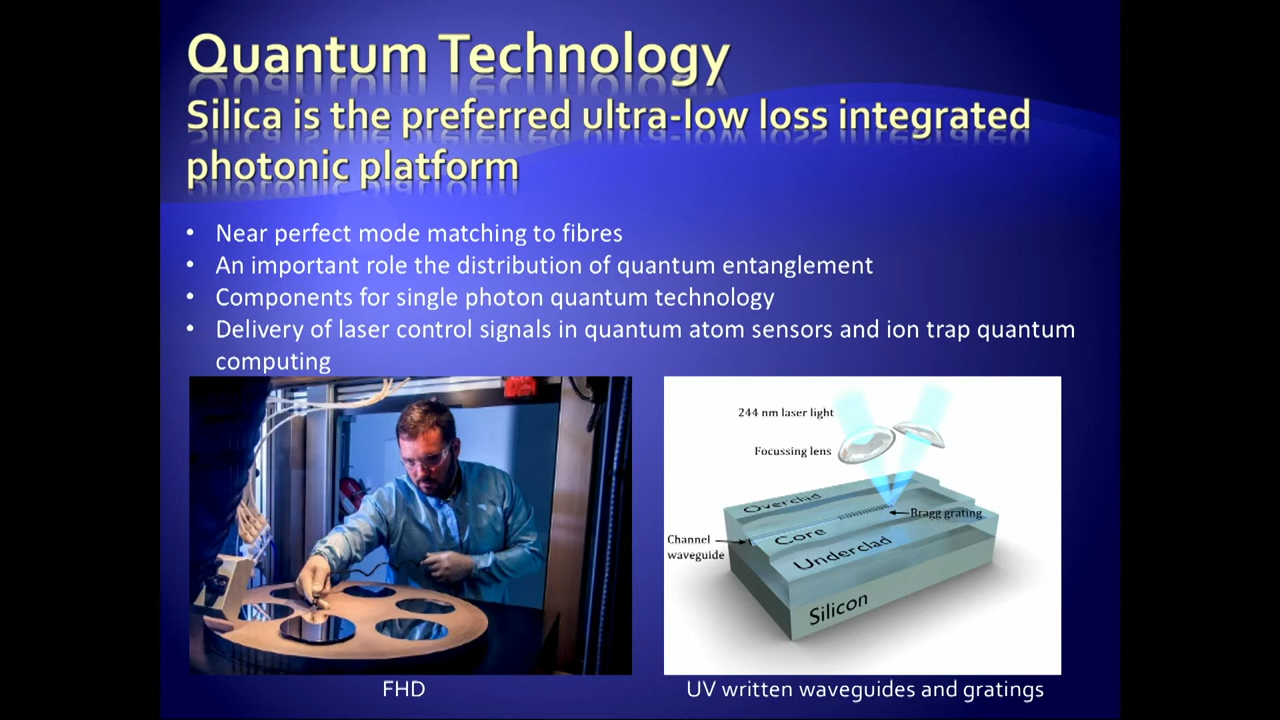 Quantum Technology
Silica is the preferred ultra-low loss integrated
photonic platform
• Near perfect mode matching to fibres
• An important role the distribution of quantum entanglement
• Components for single photon quantum technology
• Delivery of laser control signals in quantum atom sensors and ion trap quantum
computing
244 nm laser light
Focussing lens
Overclad
Bragg grating
Channel
waveguide
Core
Underclad
Silicon
FHD
UV written waveguides and gratings